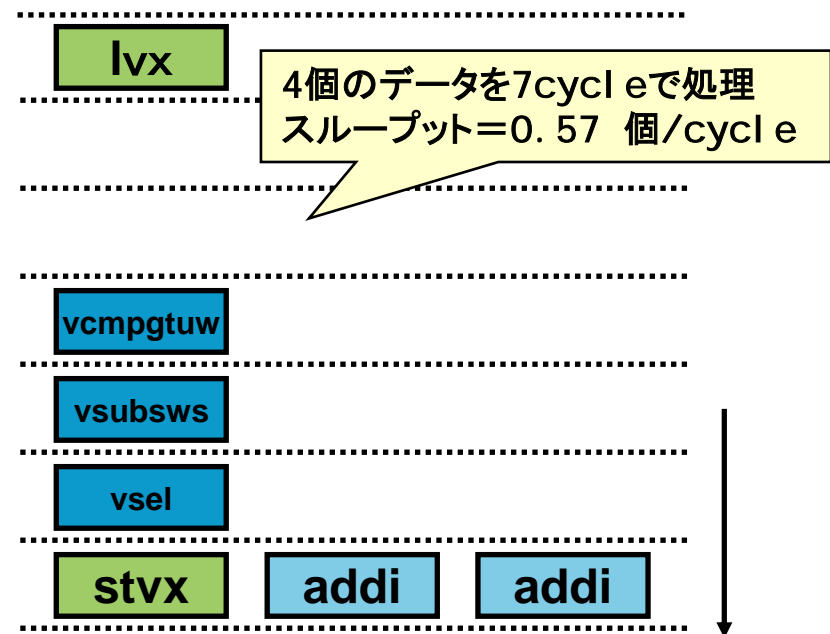 lvx
4個のデータを7cycleで処理
スループット＝0.57 個/cycle
vcmpgtuw
vsubsws
vsel
stvx addi addi